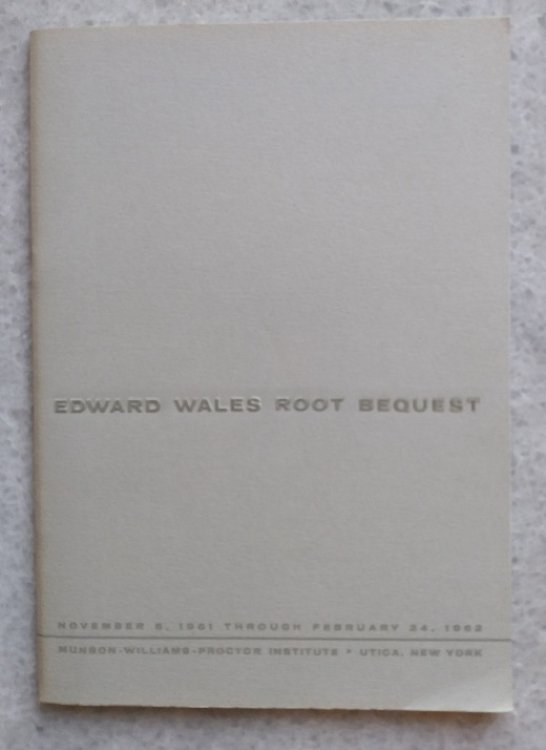 EDWARD WALES ROOT BEQUEST
NOVEMBER 5, 1961 THROUGH FEBRUARY 24, 1962
MUNSON-WILLIAMS-PROCTOR INSTITUTE * UTICA, NEW YORK